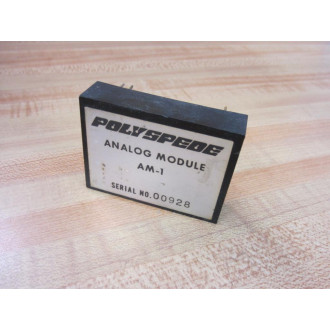 POLYSPEDE
ANALOG MODULE
AM-1
SERIAL NO. 00928